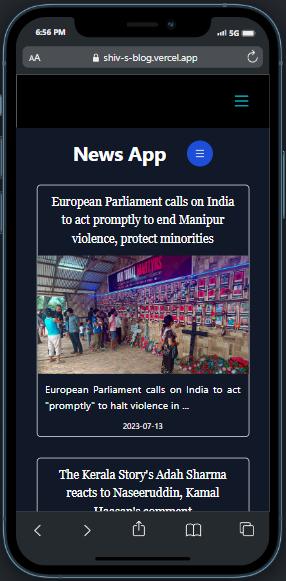 6:56 PM
5G
AA shiv-s-blog.vercel.app
News App
European Parliament calls on India
to act promptly to end Manipur
violence, protect minorities
European Parliament calls on India to act
"promptly" to halt violence in ...
2023-07-13
The Kerala Story's Adah Sharma
reacts to Naseeruddin, Kamal
Haasan's comment